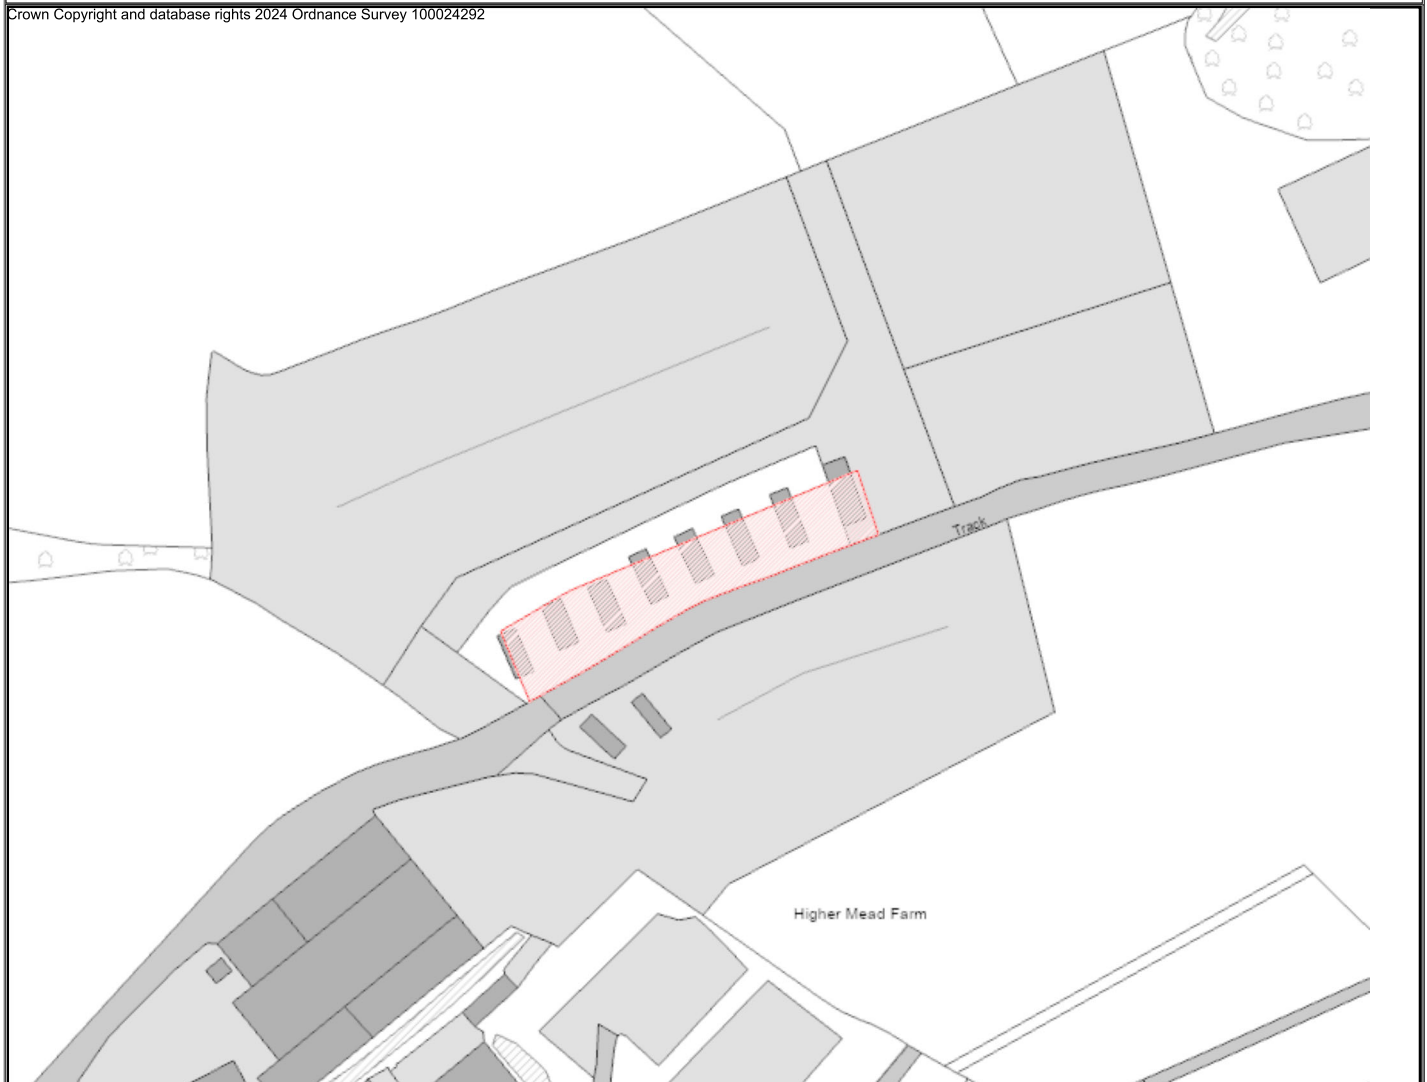 Crown Copyright and database rights 2024 Ordnance Survey 100024292
Track
Higher Mead Farm